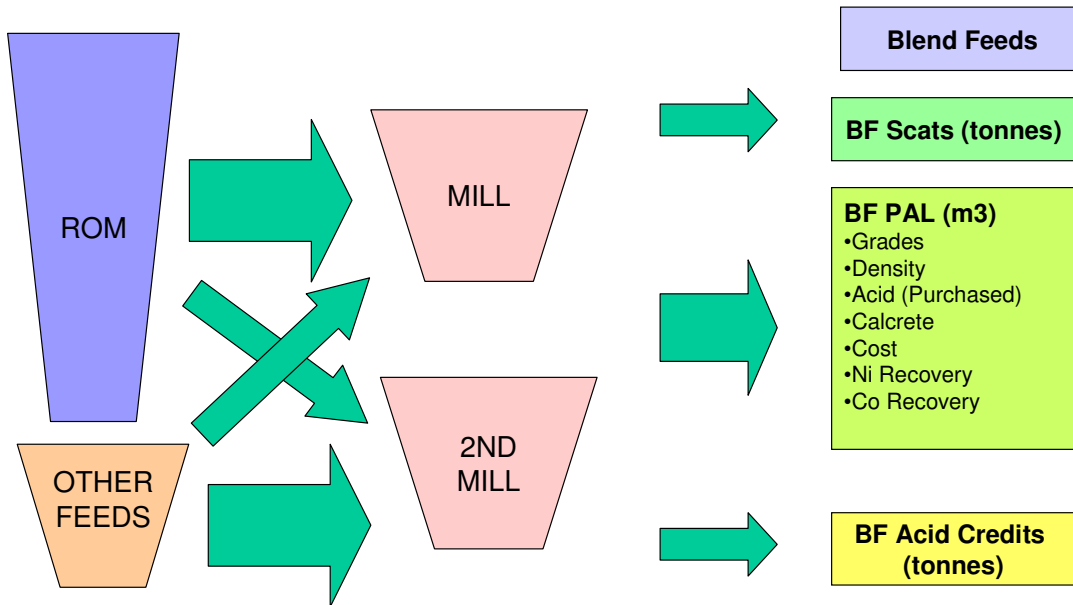 ROM
OTHER
FEEDS
MILL
2ND
MILL
Blend Feeds
BF Scats (tonnes)
BF PAL (m3)
•Grades
•Density
•Acid (Purchased)
•Calcrete
•Cost
•Ni Recovery
•Co Recovery
BF Acid Credits
(tonnes)